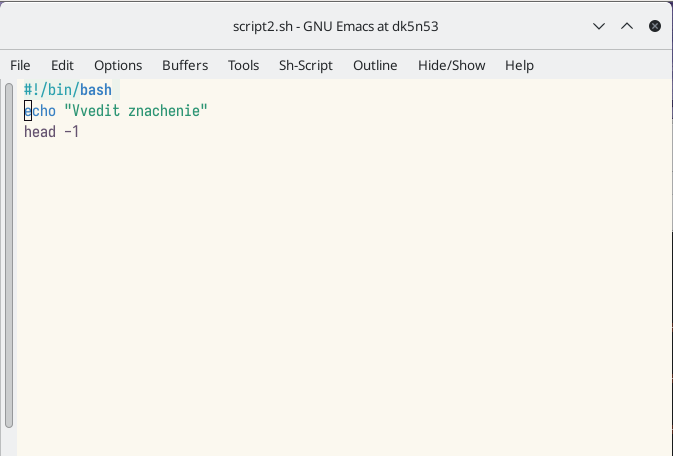 script2.sh - GNU Emacs at dk5n53
File Edit Options Buffers Tools Sh-Script Outline Hide/Show Help
#!/bin/bash
echo "Vvedit znachenie"
head -1